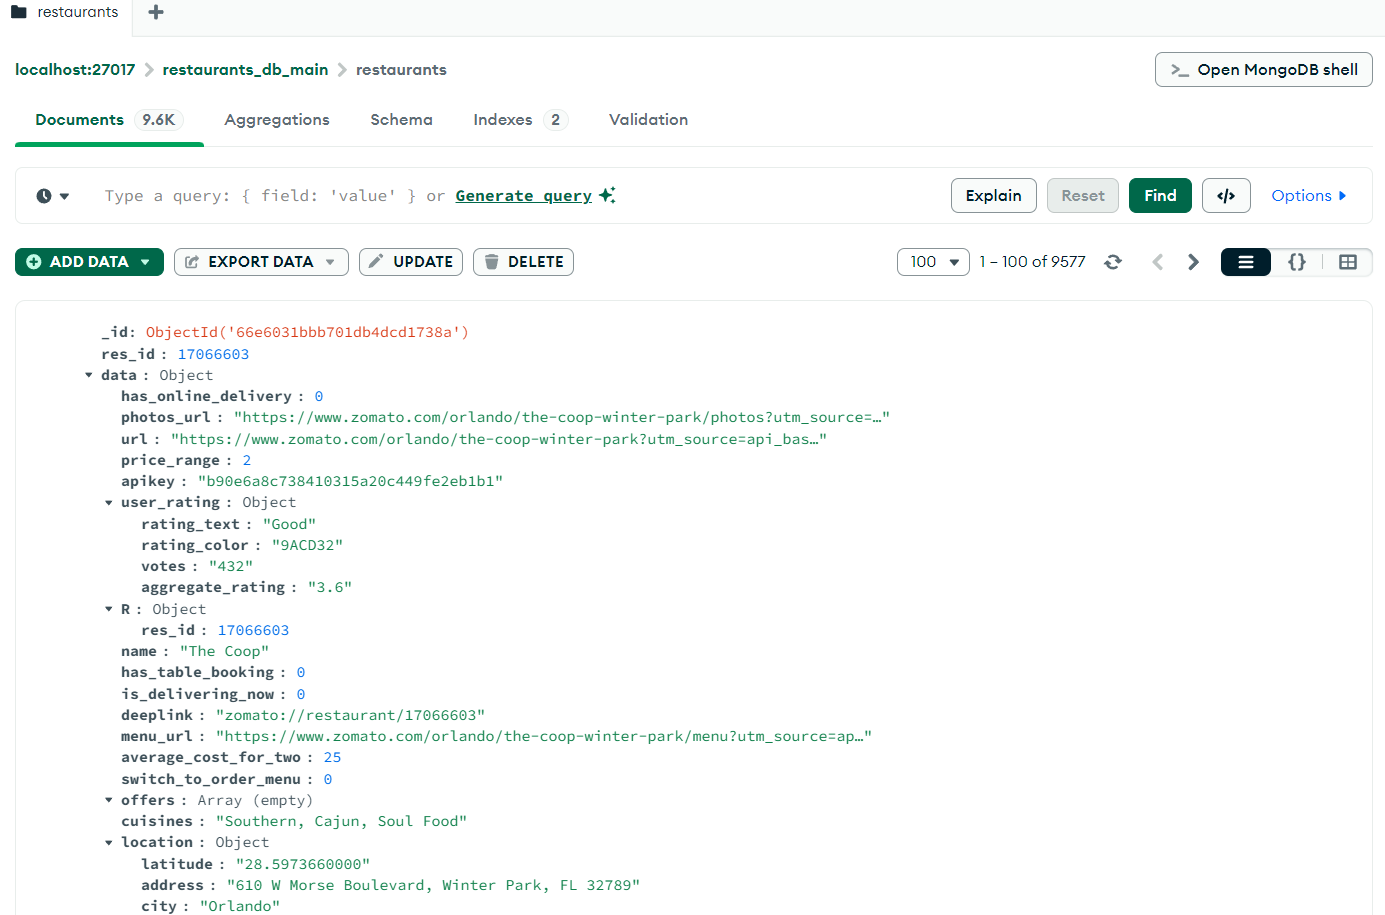 restaurants
localhost:27017 restaurants_db_main restaurants
Open MongoDB shell
Documents 9.6K Aggregations Schema Indexes 2 Validation
Type a query: { field: 'value' } or Generate query
Explain Reset Find </> Options
ADD DATA EXPORT DATA UPDATE DELETE
100 1 – 100 of 9577 {}
_id: ObjectId('66e6031bbb701db4dcd1738a')
res_id : 17066603
data : Object
has_online_delivery : 0
photos_url : "https://www.zomato.com/orlando/the-coop-winter-park/photos?utm_source=…"
url : "https://www.zomato.com/orlando/the-coop-winter-park?utm_source=api_bas…"
price_range : 2
apikey : "b90e6a8c738410315a20c449fe2eb1b1"
user_rating : Object
rating_text : "Good"
rating_color : "9ACD32"
votes : "432"
aggregate_rating : "3.6"
R : Object
res_id : 17066603
name : "The Coop"
has_table_booking : 0
is_delivering_now : 0
deeplink : "zomato://restaurant/17066603"
menu_url : "https://www.zomato.com/orlando/the-coop-winter-park/menu?utm_source=ap…"
average_cost_for_two : 25
switch_to_order_menu : 0
offers : Array (empty)
cuisines : "Southern, Cajun, Soul Food"
location : Object
latitude : "28.5973660000"
address : "610 W Morse Boulevard, Winter Park, FL 32789"
city : "Orlando"